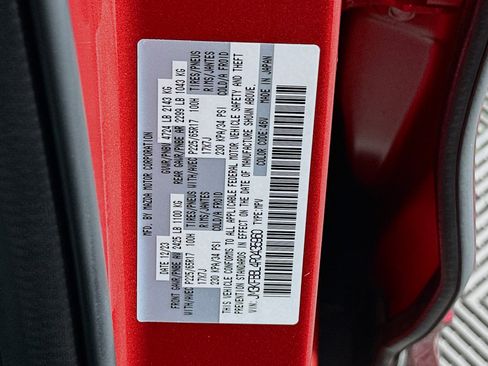 MFD BY MAZDA MOTOR CORPORATION
DATE 12/23 GVWR/PNBV 4724 LB 2143 KG
FRONT GAWR/PNBE AV 2425 LB 1100 KG REAR GAWR/PNBE AR 2299 LB 1043 KG
WITH/AVEC P225/65R17 100H TIRES/PNEUS WITH/AVEC P225/65R17 100H TIRES/PNEUS
17X7J RIMS/JANTES 17X7J RIMS/JANTES
230 KPA/34 PSI COLD/A FROID 230 KPA/34 PSI COLD/A FROID
THIS VEHICLE CONFORMS TO ALL APPLICABLE FEDERAL MOTOR VEHICLE SAFETY AND THEFT
PREVENTION STANDARDS IN EFFECT ON THE DATE OF MANUFACTURE SHOWN ABOVE.
TYPE:MPV COLOR CODE:46V
MADE IN JAPAN